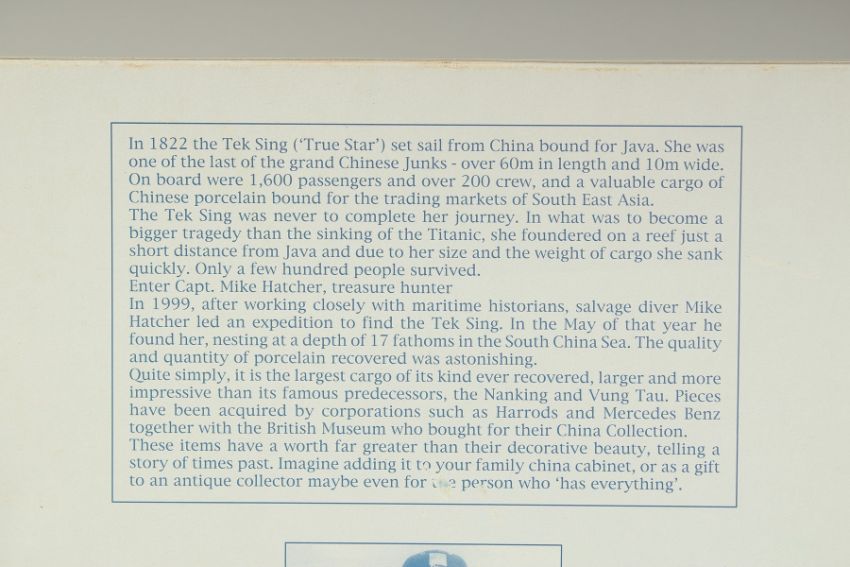 In 1822 the Tek Sing (‘True Star’) set sail from China bound for Java. She was
one of the last of the grand Chinese Junks - over 60m in length and 10m wide.
On board were 1,600 passengers and over 200 crew, and a valuable cargo of
Chinese porcelain bound for the trading markets of South East Asia.
The Tek Sing was never to complete her journey. In what was to become a
bigger tragedy than the sinking of the Titanic, she foundered on a reef just a
short distance from Java and due to her size and the weight of cargo she sank
quickly. Only a few hundred people survived.
Enter Capt. Mike Hatcher, treasure hunter
In 1999, after working closely with maritime historians, salvage diver Mike
Hatcher led an expedition to find the Tek Sing. In the May of that year he
found her, nesting at a depth of 17 fathoms in the South China Sea. The quality
and quantity of porcelain recovered was astonishing.
Quite simply, it is the largest cargo of its kind ever recovered, larger and more
impressive than its famous predecessors, the Nanking and Vung Tau. Pieces
have been acquired by corporations such as Harrods and Mercedes Benz
together with the British Museum who bought for their China Collection.
These items have a worth far greater than their decorative beauty, telling a
story of times past. Imagine adding it to your family china cabinet, or as a gift
to an antique collector maybe even for the person who ‘has everything’.